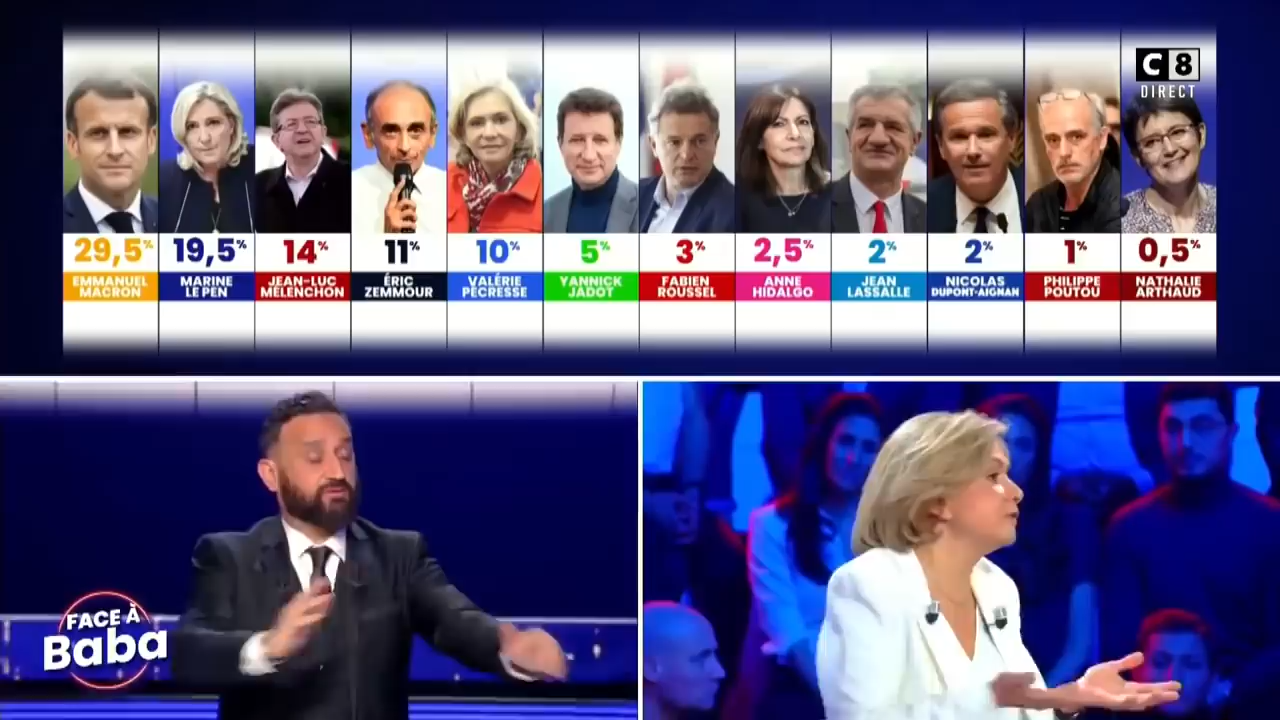 C8
DIRECT
29,5% 19,5% 14% 11% 10% 5% 3% 2,5% 2% 2% 1% 0,5%
EMMANUEL MACRON
MARINE LE PEN
JEAN-LUC MÉLENCHON
ÉRIC ZEMMOUR
VALÉRIE PÉCRESSE
YANNICK JADOT
FABIEN ROUSSEL
ANNE HIDALGO
JEAN LASSALLE
NICOLAS DUPONT-AIGNAN
PHILIPPE POUTOU
NATHALIE ARTHAUD
FACE À
Baba